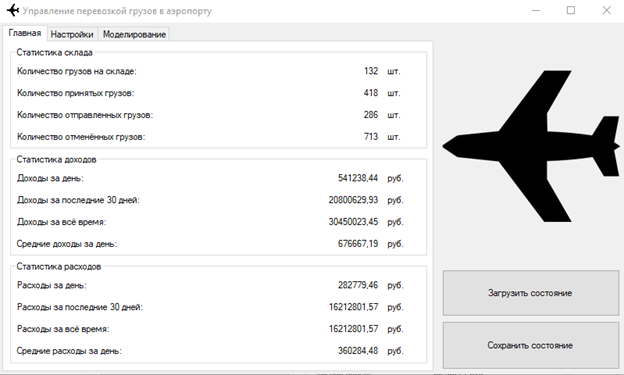 Управление перевозкой грузов в аэропорту
Главная Настройки Моделирование
Статистика склада
Количество грузов на складе: 132 шт.
Количество принятых грузов: 418 шт.
Количество отправленных грузов: 286 шт.
Количество отменённых грузов: 713 шт.
Статистика доходов
Доходы за день: 541238,44 руб.
Доходы за последние 30 дней: 20800629,93 руб.
Доходы за всё время: 30450023,45 руб.
Средние доходы за день: 676667,19 руб.
Статистика расходов
Расходы за день: 282779,46 руб.
Расходы за последние 30 дней: 16212801,57 руб.
Расходы за всё время: 16212801,57 руб.
Средние расходы за день: 360284,48 руб.
Загрузить состояние
Сохранить состояние